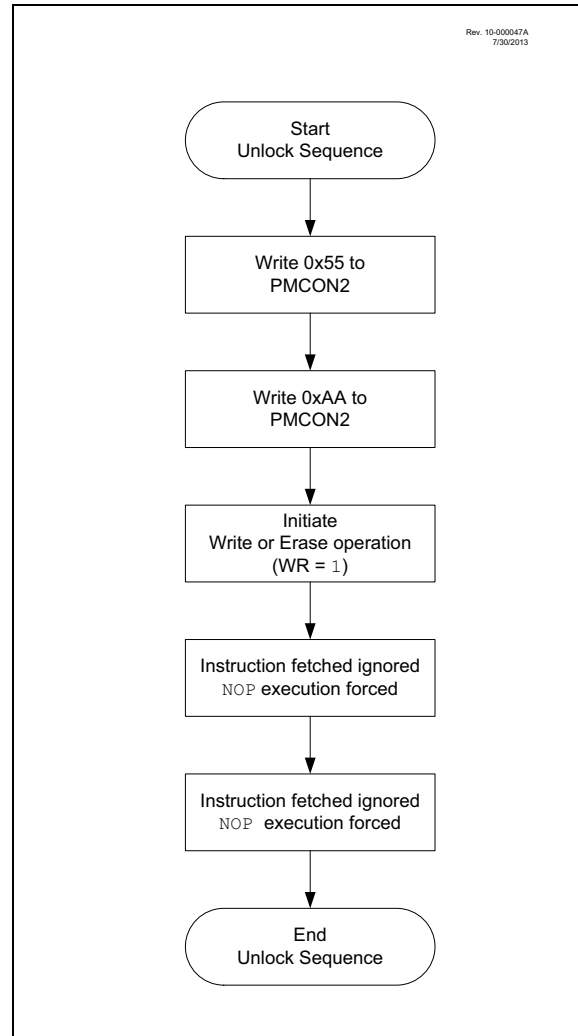 Rev. 10-000047A
7/30/2013
Start
Unlock Sequence
Write 0x55 to
PMCON2
Write 0xAA to
PMCON2
Initiate
Write or Erase operation
(WR = 1)
Instruction fetched ignored
NOP execution forced
Instruction fetched ignored
NOP execution forced
End
Unlock Sequence